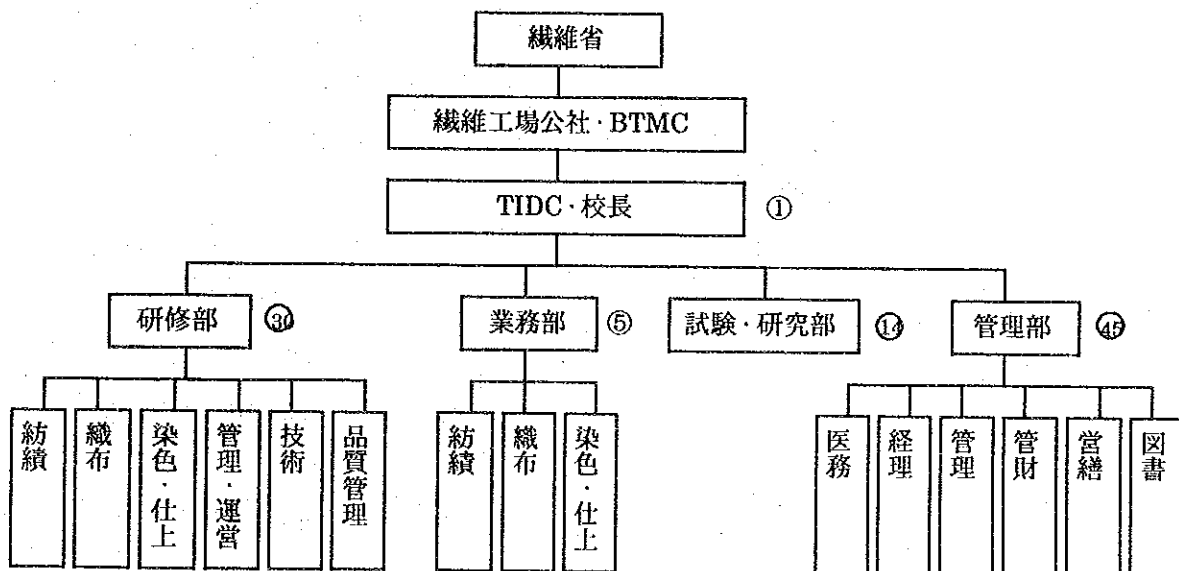 繊維省
繊維工場公社・BTMC
TIDC・校長 ①
研修部 ㉚
業務部 ⑤
試験・研究部 ⑭
管理部 ㊺
紡績
織布
染色・仕上
管理・運営
技術
品質管理
紡績
織布
染色・仕上
医務
経理
管理
管財
営繕
図書